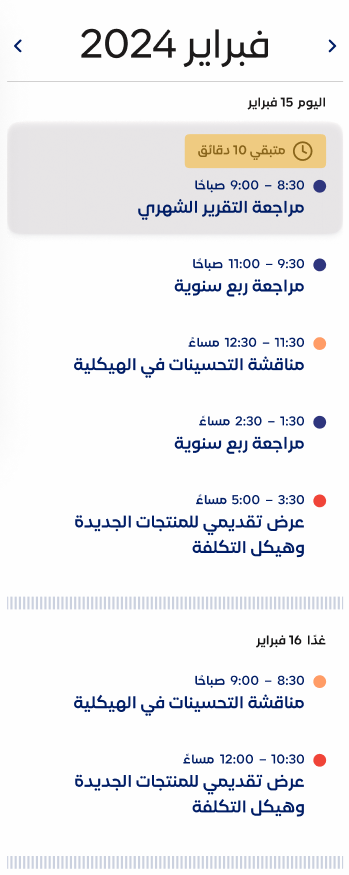 فبراير 2024
اليوم 15 فبراير
متبقي 10 دقائق
8:30 – 9:00 صباحًا
مراجعة التقرير الشهري
9:30 – 11:00 صباحًا
مراجعة ربع سنوية
11:30 – 12:30 مساءً
مناقشة التحسينات في الهيكلية
1:30 – 2:30 مساءً
مراجعة ربع سنوية
3:30 – 5:00 مساءً
عرض تقديمي للمنتجات الجديدة
وهيكل التكلفة
غدًا 16 فبراير
8:30 – 9:00 صباحًا
مناقشة التحسينات في الهيكلية
10:30 – 12:00 مساءً
عرض تقديمي للمنتجات الجديدة
وهيكل التكلفة